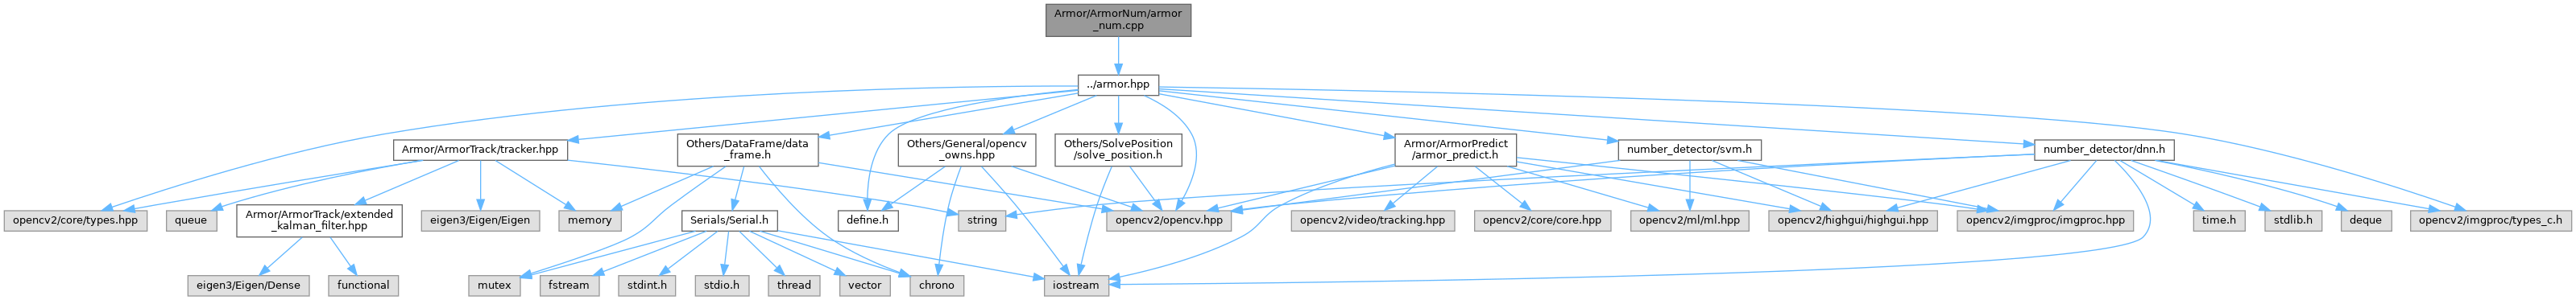 Armor/ArmorNum/armor
_num.cpp
../armor.hpp
Armor/ArmorTrack/tracker.hpp
Others/DataFrame/data
_frame.h
Others/General/opencv
_owns.hpp
Others/SolvePosition
/solve_position.h
Armor/ArmorPredict
/armor_predict.h
number_detector/svm.h
number_detector/dnn.h
opencv2/core/types.hpp
queue
Armor/ArmorTrack/extended
_kalman_filter.hpp
eigen3/Eigen/Eigen
memory
Serials/Serial.h
define.h
string
opencv2/opencv.hpp
opencv2/video/tracking.hpp
opencv2/core/core.hpp
opencv2/ml/ml.hpp
opencv2/highgui/highgui.hpp
opencv2/imgproc/imgproc.hpp
time.h
stdlib.h
deque
opencv2/imgproc/types_c.h
eigen3/Eigen/Dense
functional
mutex
fstream
stdint.h
stdio.h
thread
vector
chrono
iostream